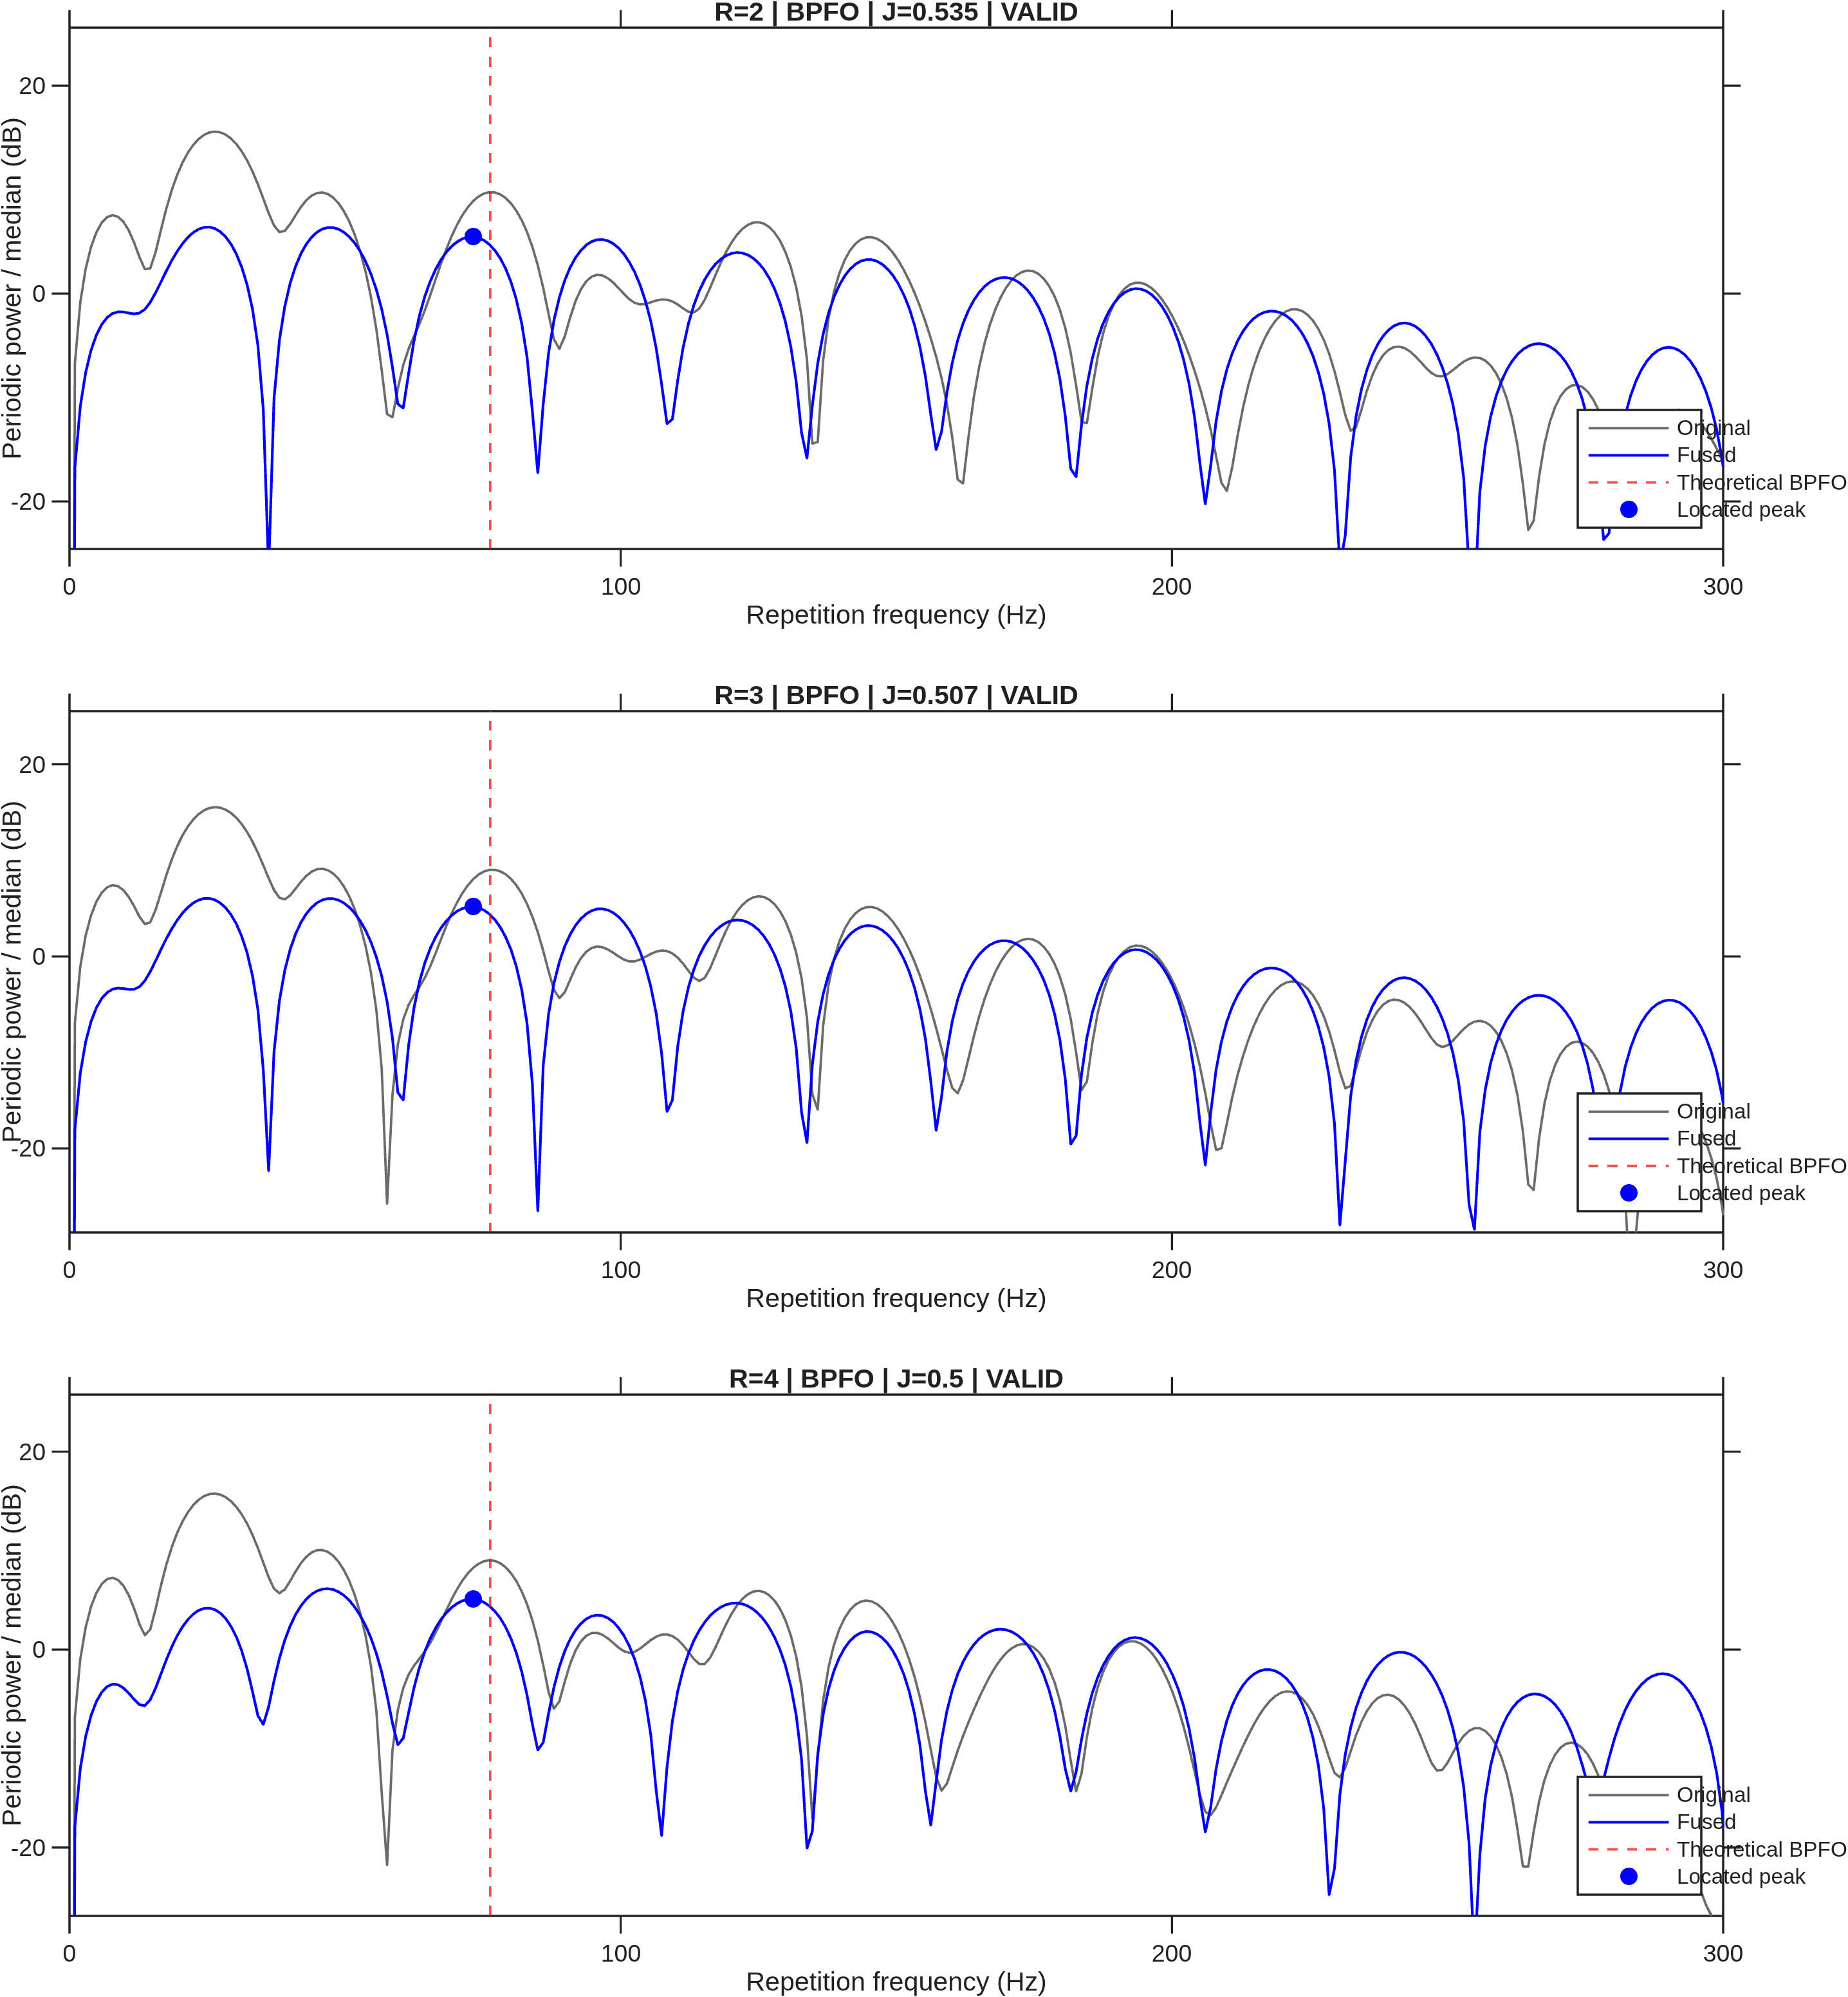 R=2 | BPFO | J=0.535 | VALID
Periodic power / median (dB)
20
0
-20
Original
Fused
Theoretical BPFO
Located peak
0 100 200 300
Repetition frequency (Hz)
R=3 | BPFO | J=0.507 | VALID
Periodic power / median (dB)
20
0
-20
Original
Fused
Theoretical BPFO
Located peak
0 100 200 300
Repetition frequency (Hz)
R=4 | BPFO | J=0.5 | VALID
Periodic power / median (dB)
20
0
-20
Original
Fused
Theoretical BPFO
Located peak
0 100 200 300
Repetition frequency (Hz)